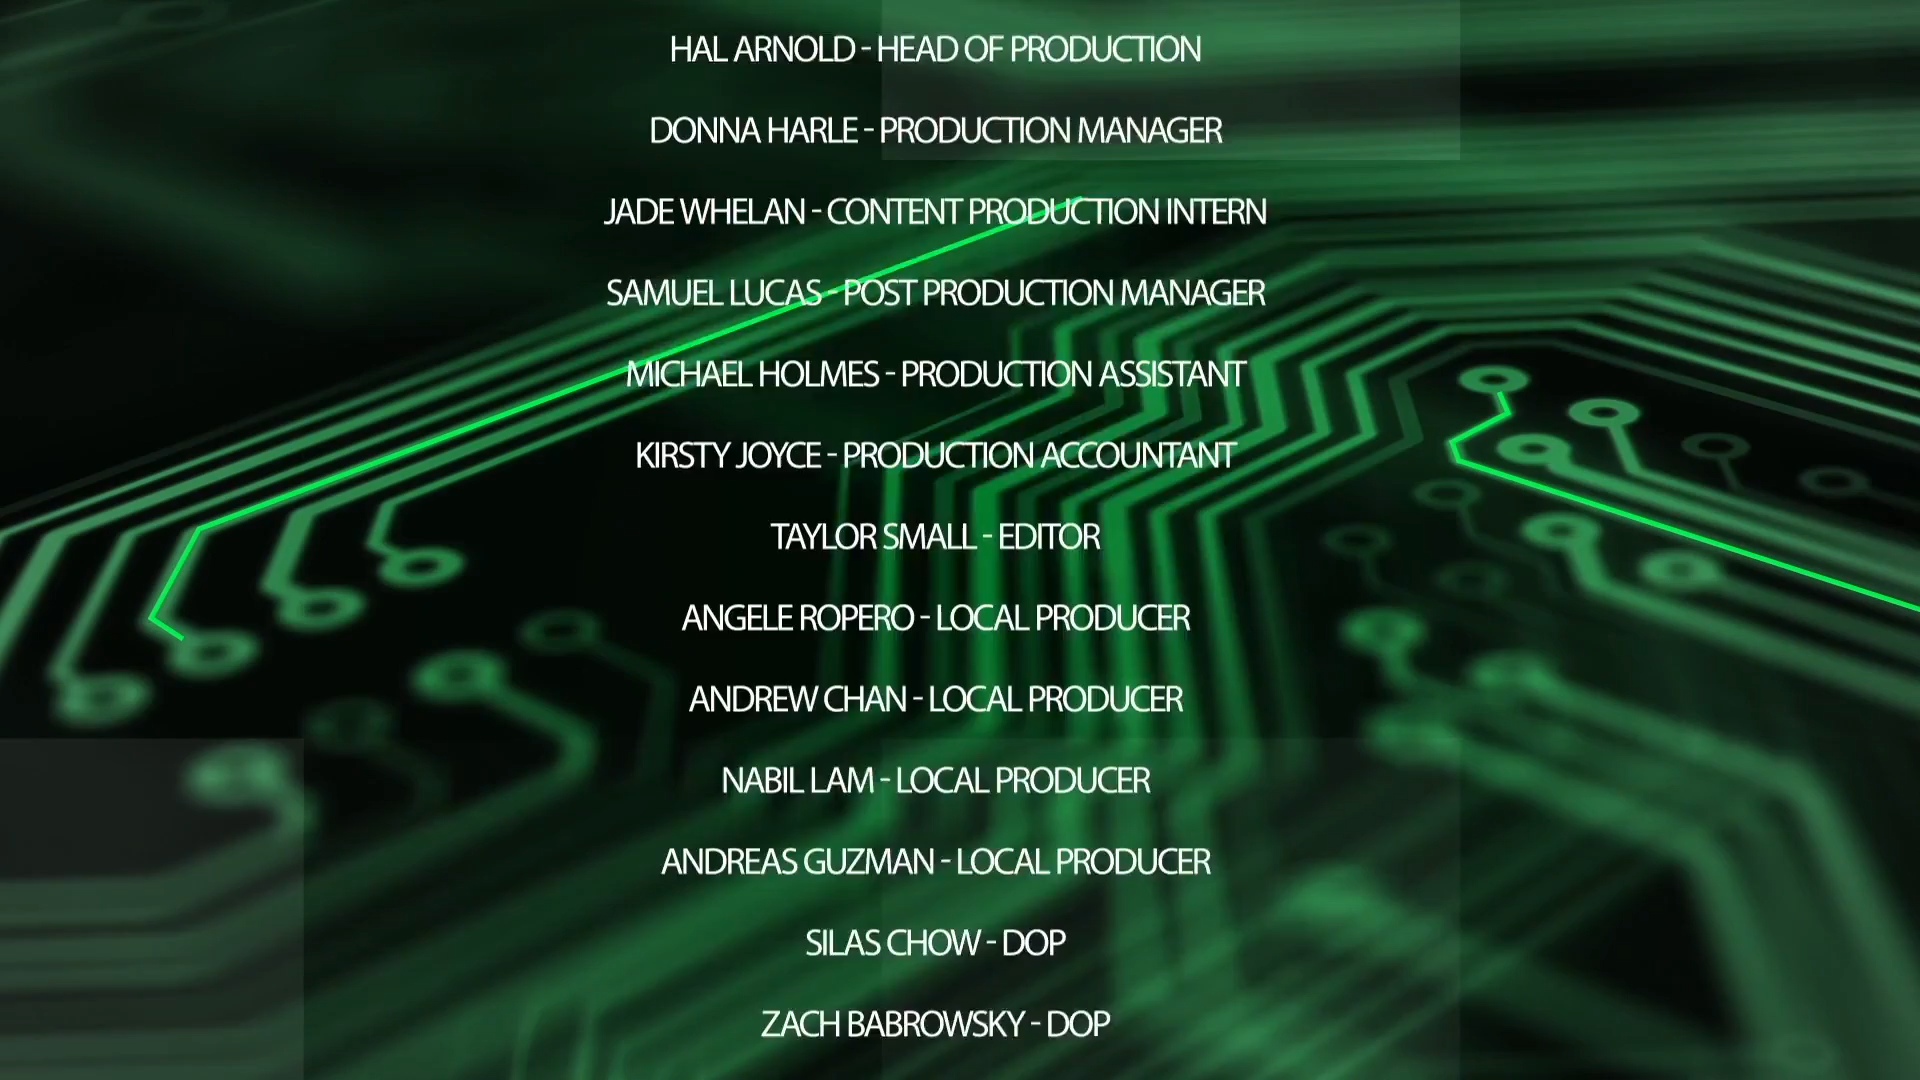 HAL ARNOLD - HEAD OF PRODUCTION
DONNA HARLE - PRODUCTION MANAGER
JADE WHELAN - CONTENT PRODUCTION INTERN
SAMUEL LUCAS - POST PRODUCTION MANAGER
MICHAEL HOLMES - PRODUCTION ASSISTANT
KIRSTY JOYCE - PRODUCTION ACCOUNTANT
TAYLOR SMALL - EDITOR
ANGELE ROPERO - LOCAL PRODUCER
ANDREW CHAN - LOCAL PRODUCER
NABIL LAM - LOCAL PRODUCER
ANDREAS GUZMAN - LOCAL PRODUCER
SILAS CHOW - DOP
ZACH BABROWSKY - DOP